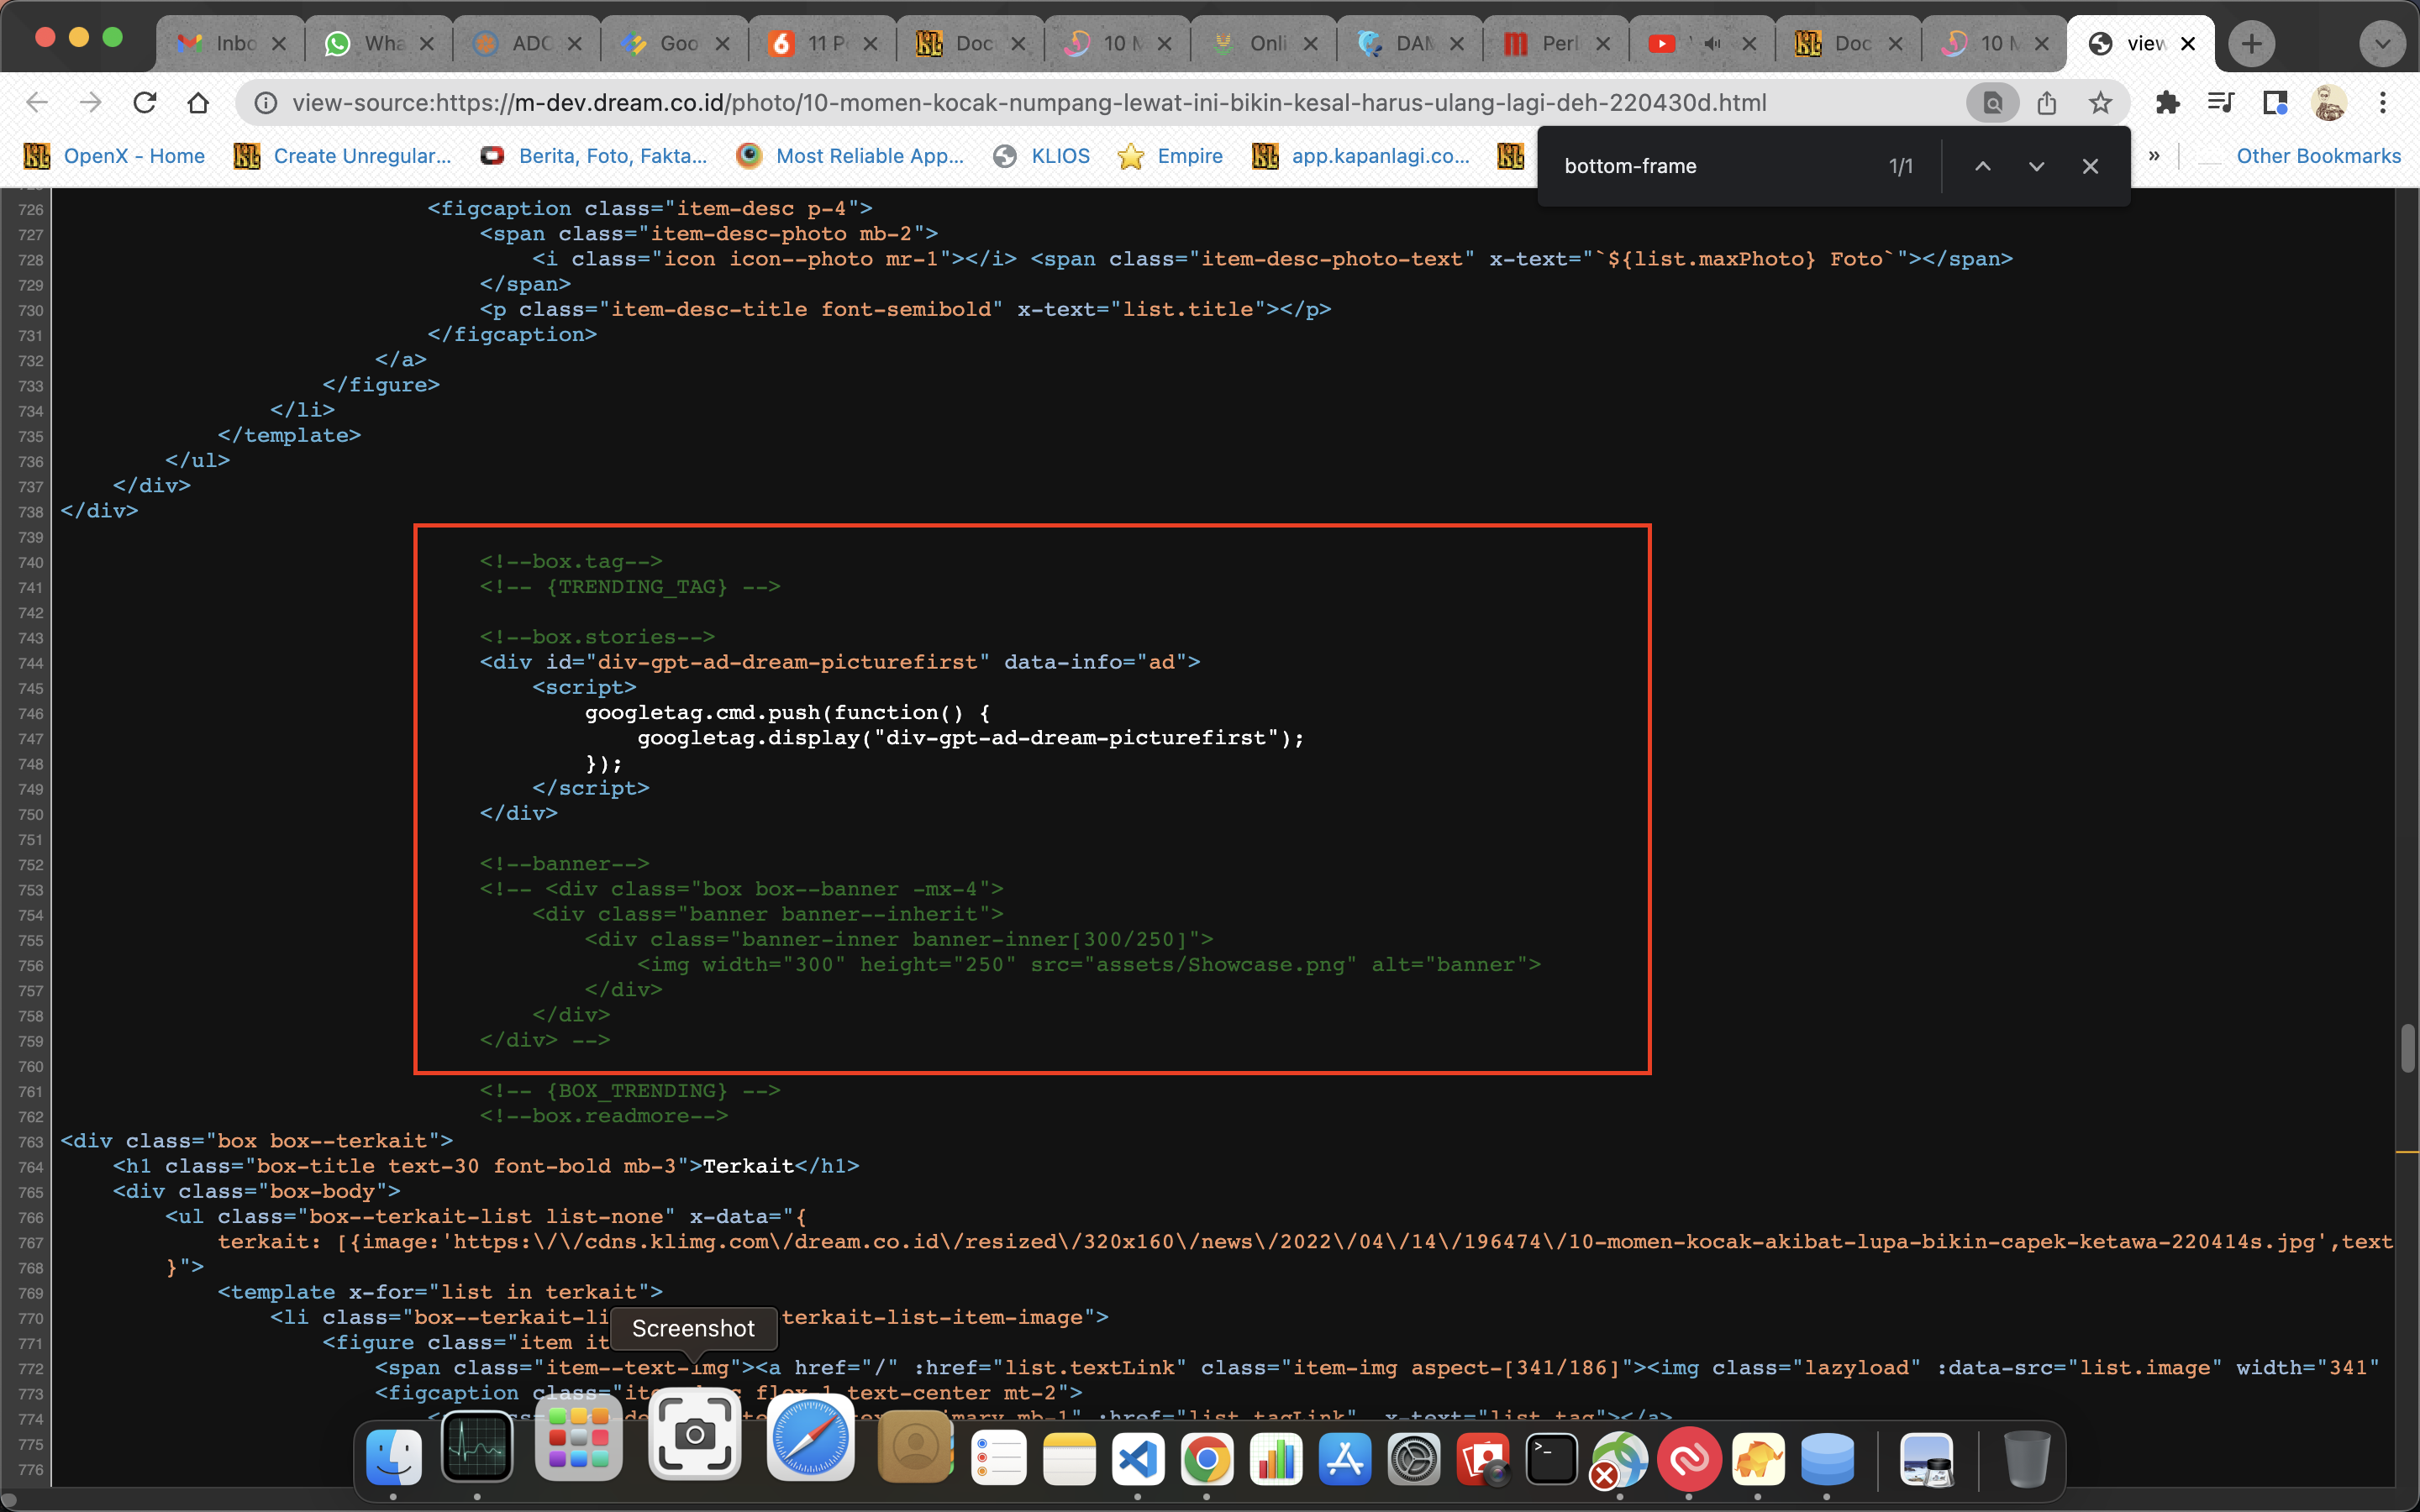 Inbo
Wha
ADO
Goo
11 P
Doc
10 M
Onli
DAM
Perl
Doc
10 M
view
view-source:https://m-dev.dream.co.id/photo/10-momen-kocak-numpang-lewat-ini-bikin-kesal-harus-ulang-lagi-deh-220430d.html
OpenX - Home
Create Unregular...
Berita, Foto, Fakta...
Most Reliable App...
KLIOS
Empire
app.kapanlagi.co...
» Other Bookmarks
bottom-frame 1/1
726 <figcaption class="item-desc p-4">
727 <span class="item-desc-photo mb-2">
728 <i class="icon icon--photo mr-1"></i> <span class="item-desc-photo-text" x-text="`${list.maxPhoto} Foto`"></span>
729 </span>
730 <p class="item-desc-title font-semibold" x-text="list.title"></p>
731 </figcaption>
732 </a>
733 </figure>
734 </li>
735 </template>
736 </ul>
737 </div>
738 </div>
739
740 <!--box.tag-->
741 <!-- {TRENDING_TAG} -->
742
743 <!--box.stories-->
744 <div id="div-gpt-ad-dream-picturefirst" data-info="ad">
745 <script>
746 googletag.cmd.push(function() {
747 googletag.display("div-gpt-ad-dream-picturefirst");
748 });
749 </script>
750 </div>
751
752 <!--banner-->
753 <!-- <div class="box box--banner -mx-4">
754 <div class="banner banner--inherit">
755 <div class="banner-inner banner-inner[300/250]">
756 <img width="300" height="250" src="assets/Showcase.png" alt="banner">
757 </div>
758 </div>
759 </div> -->
760
761 <!-- {BOX_TRENDING} -->
762 <!--box.readmore-->
763 <div class="box box--terkait">
764 <h1 class="box-title text-30 font-bold mb-3">Terkait</h1>
765 <div class="box-body">
766 <ul class="box--terkait-list list-none" x-data="{
767 terkait: [{image:'https:\/\/cdns.klimg.com\/dream.co.id\/resized\/320x160\/news\/2022\/04\/14\/196474\/10-momen-kocak-akibat-lupa-bikin-capek-ketawa-220414s.jpg',text
768 }">
769 <template x-for="list in terkait">
770 <li class="box--terkait-li terkait-list-item-image">
771 <figure class="item it
Screenshot
772 <span class="item--text-img"><a href="/" :href="list.textLink" class="item-img aspect-[341/186]"><img class="lazyload" :data-src="list.image" width="341"
773 <figcaption class="ite flex-1 text-center mt-2">
774 mb-1" :href="list.tagLink" x-text="list.tag"></a>
775
776